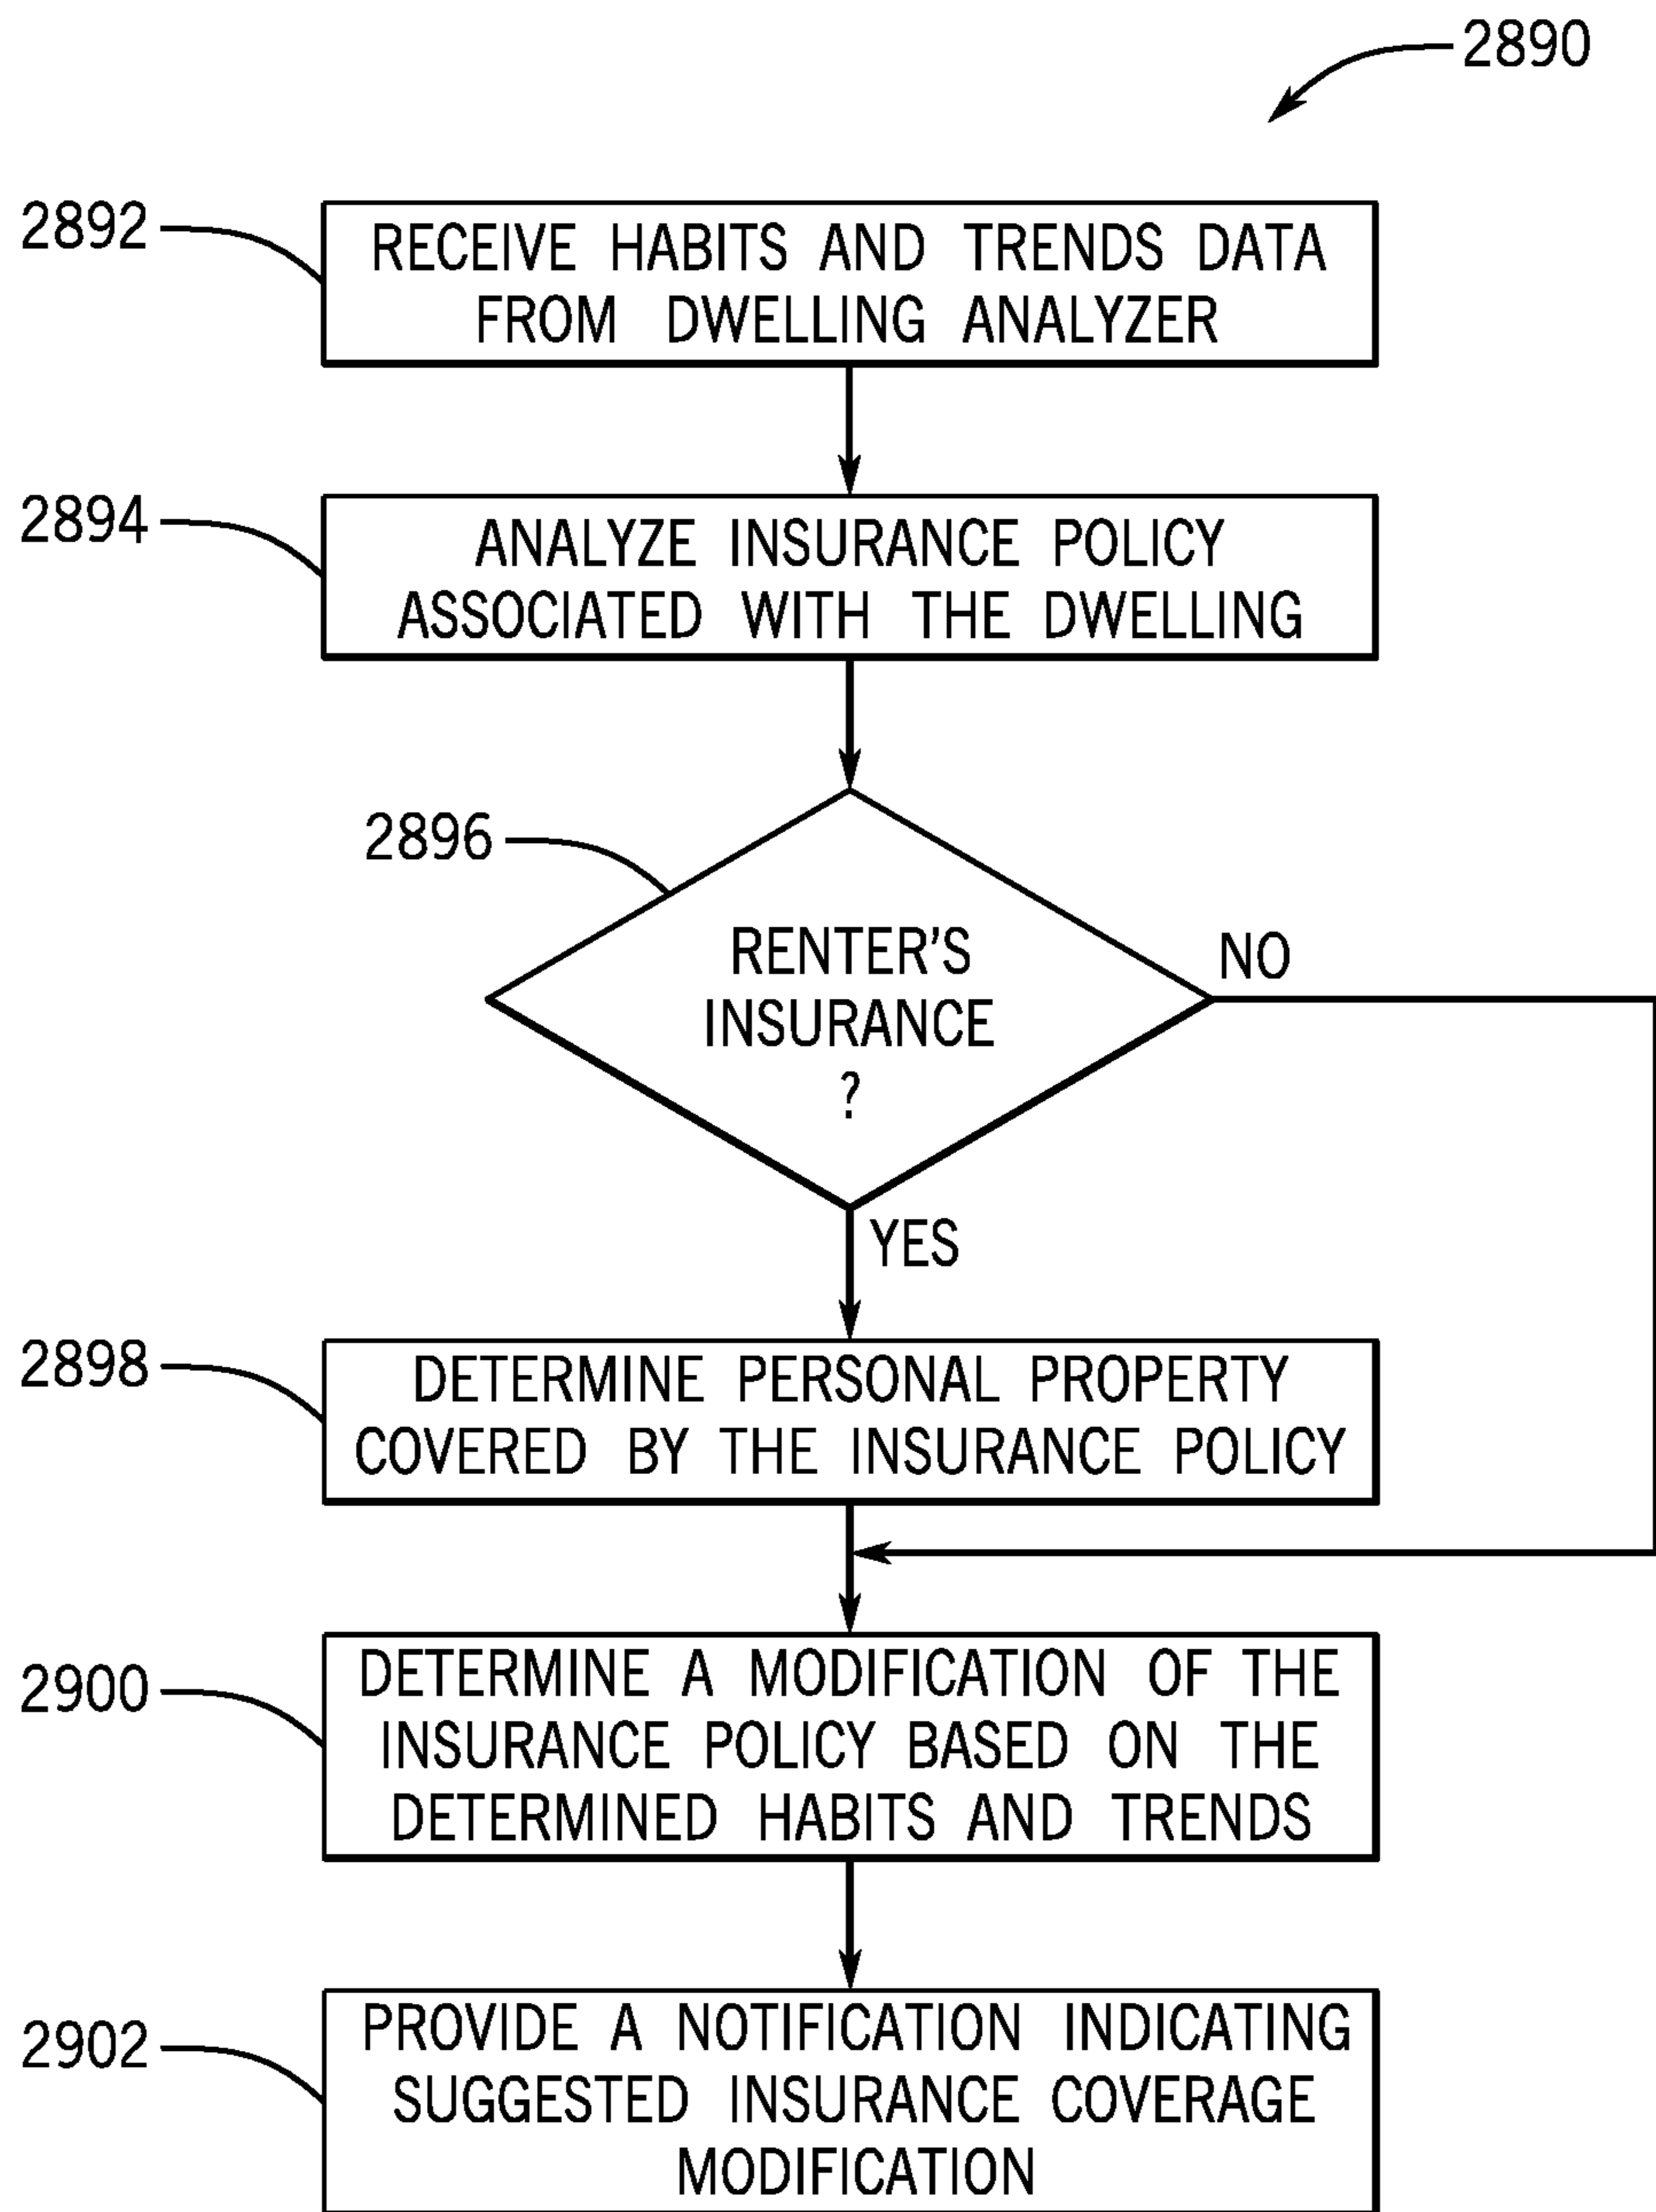 2890
2892
RECEIVE HABITS AND TRENDS DATA
FROM DWELLING ANALYZER
2894
ANALYZE INSURANCE POLICY
ASSOCIATED WITH THE DWELLING
2896
RENTER'S
INSURANCE
?
NO
YES
2898
DETERMINE PERSONAL PROPERTY
COVERED BY THE INSURANCE POLICY
2900
DETERMINE A MODIFICATION OF THE
INSURANCE POLICY BASED ON THE
DETERMINED HABITS AND TRENDS
2902
PROVIDE A NOTIFICATION INDICATING
SUGGESTED INSURANCE COVERAGE
MODIFICATION